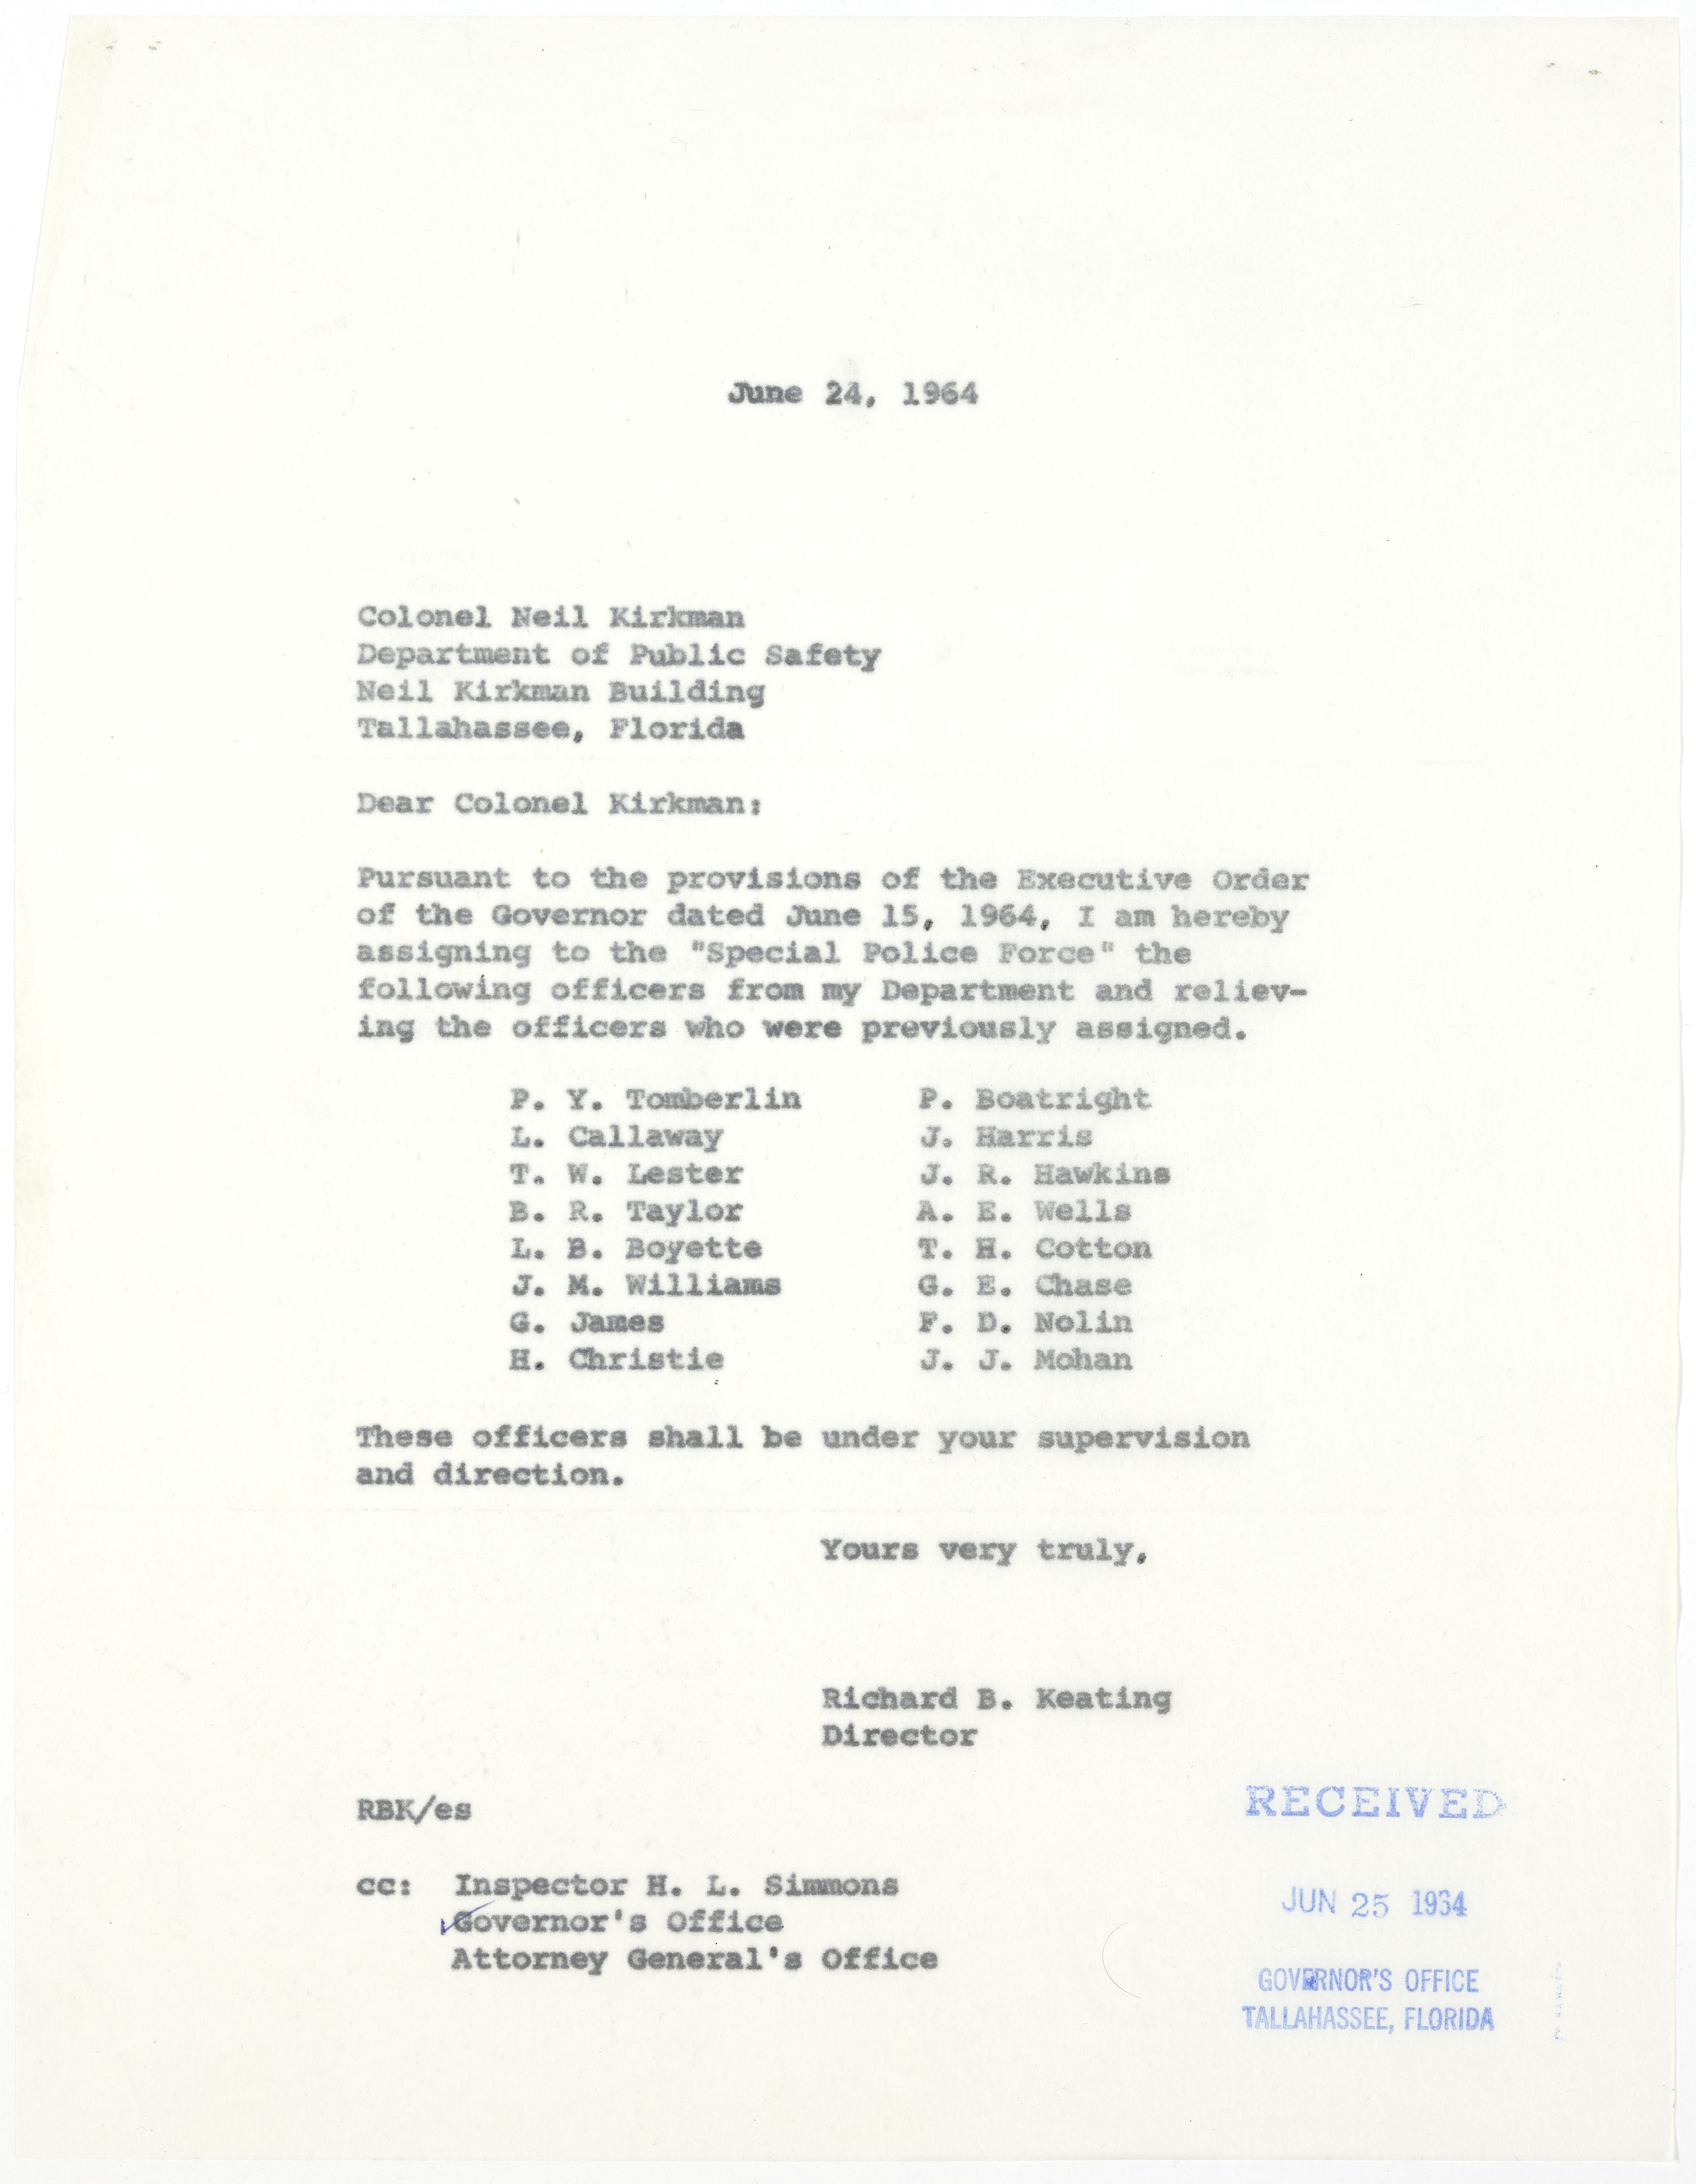 June 24, 1964
Colonel Neil Kirkman
Department of Public Safety
Neil Kirkman Building
Tallahassee, Florida
Dear Colonel Kirkman:
Pursuant to the provisions of the Executive Order
of the Governor dated June 15, 1964, I am hereby
assigning to the "Special Police Force" the
following officers from my Department and reliev-
ing the officers who were previously assigned.
P. Y. Tomberlin P. Boatright
L. Callaway J. Harris
T. W. Lester J. R. Hawkins
B. R. Taylor A. E. Wells
L. B. Boyette T. H. Cotton
J. M. Williams G. E. Chase
G. James F. D. Nolin
H. Christie J. J. Mohan
These officers shall be under your supervision
and direction.
Yours very truly,
Richard B. Keating
Director
RBK/es
cc: Inspector H. L. Simmons
Governor's Office
Attorney General's Office
RECEIVED
JUN 25 1964
GOVERNOR'S OFFICE
TALLAHASSEE, FLORIDA